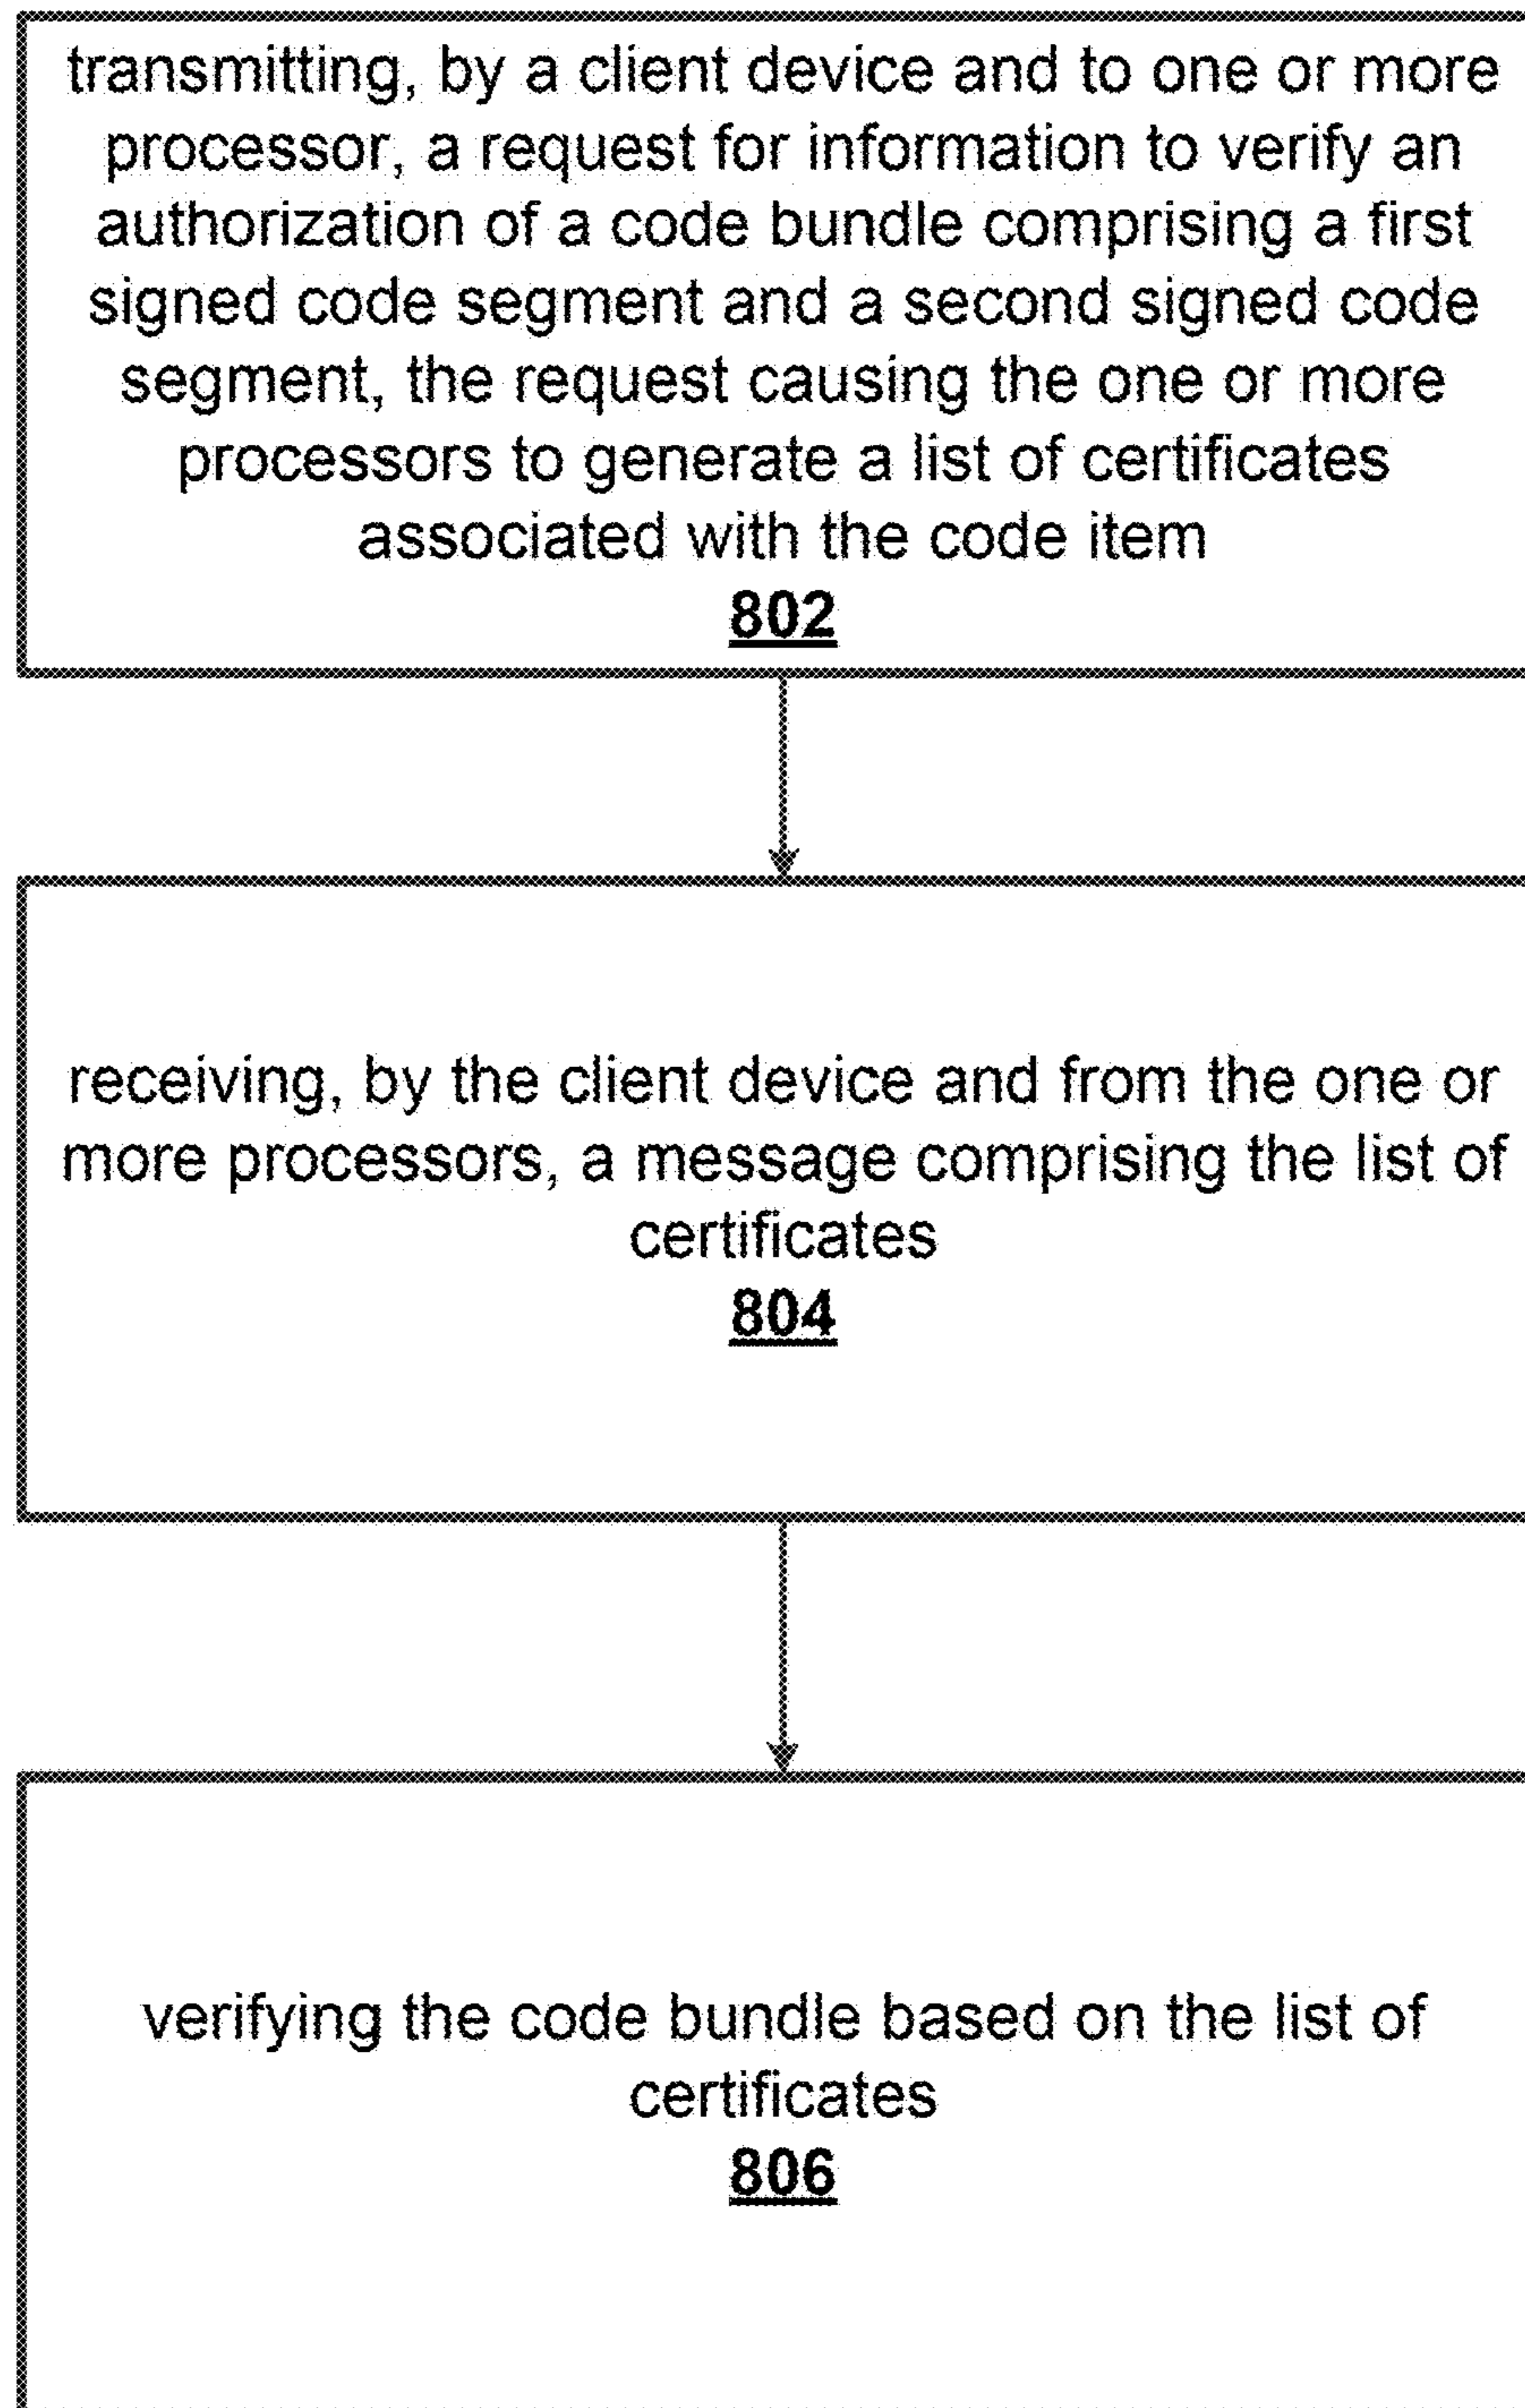 transmitting, by a client device and to one or more
processor, a request for information to verify an
authorization of a code bundle comprising a first
signed code segment and a second signed code
segment, the request causing the one or more
processors to generate a list of certificates
associated with the code item
802
receiving, by the client device and from the one or
more processors, a message comprising the list of
certificates
804
verifying the code bundle based on the list of
certificates
806